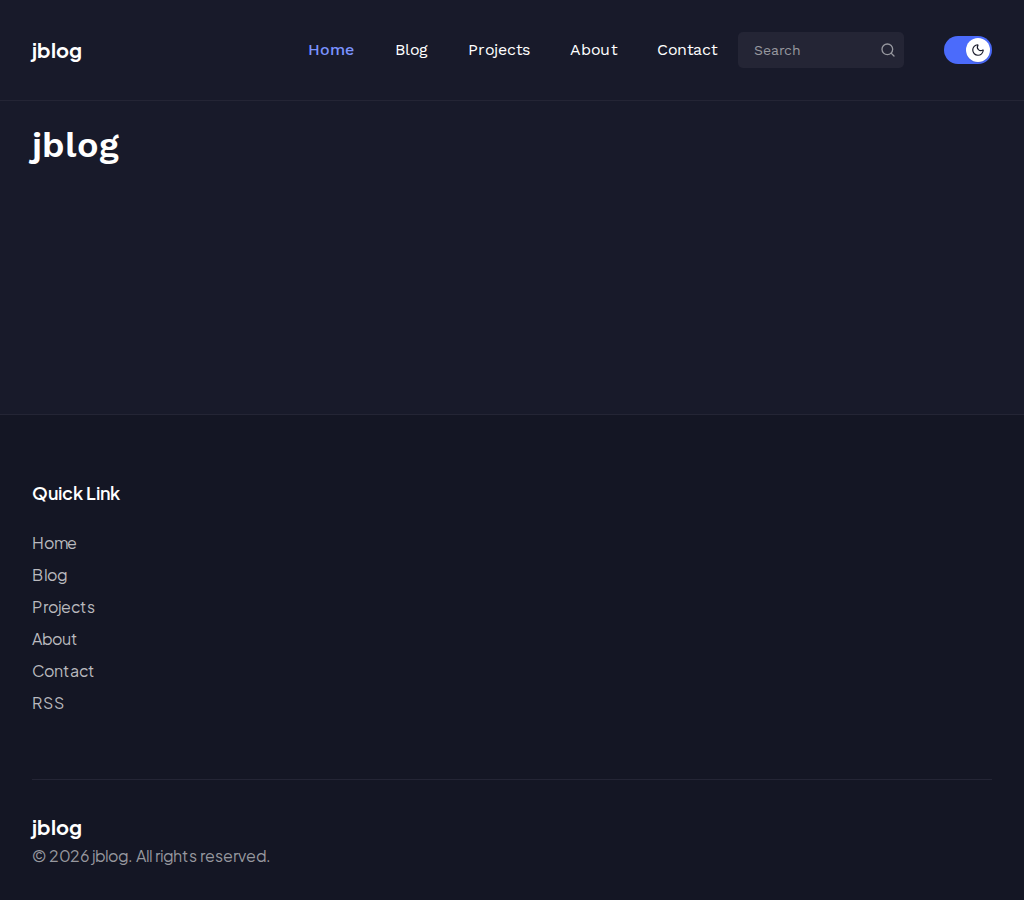 jblog
Home Blog Projects About Contact Search
jblog
Quick Link
Home
Blog
Projects
About
Contact
RSS
jblog
© 2026 jblog. All rights reserved.